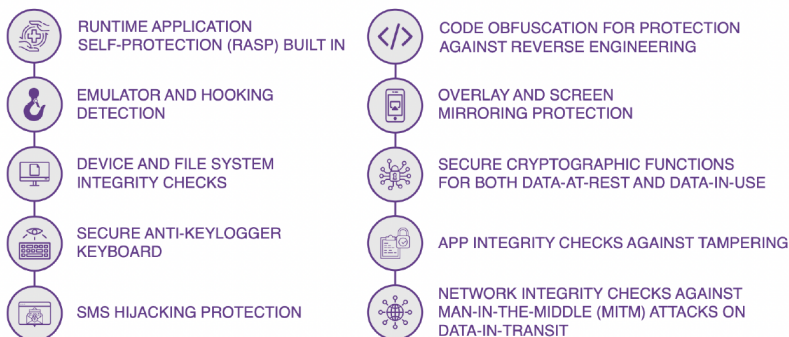 RUNTIME APPLICATION
SELF-PROTECTION (RASP) BUILT IN
EMULATOR AND HOOKING
DETECTION
DEVICE AND FILE SYSTEM
INTEGRITY CHECKS
SECURE ANTI-KEYLOGGER
KEYBOARD
SMS HIJACKING PROTECTION
</>
CODE OBFUSCATION FOR PROTECTION
AGAINST REVERSE ENGINEERING
OVERLAY AND SCREEN
MIRRORING PROTECTION
SECURE CRYPTOGRAPHIC FUNCTIONS
FOR BOTH DATA-AT-REST AND DATA-IN-USE
APP INTEGRITY CHECKS AGAINST TAMPERING
NETWORK INTEGRITY CHECKS AGAINST
MAN-IN-THE-MIDDLE (MITM) ATTACKS ON
DATA-IN-TRANSIT